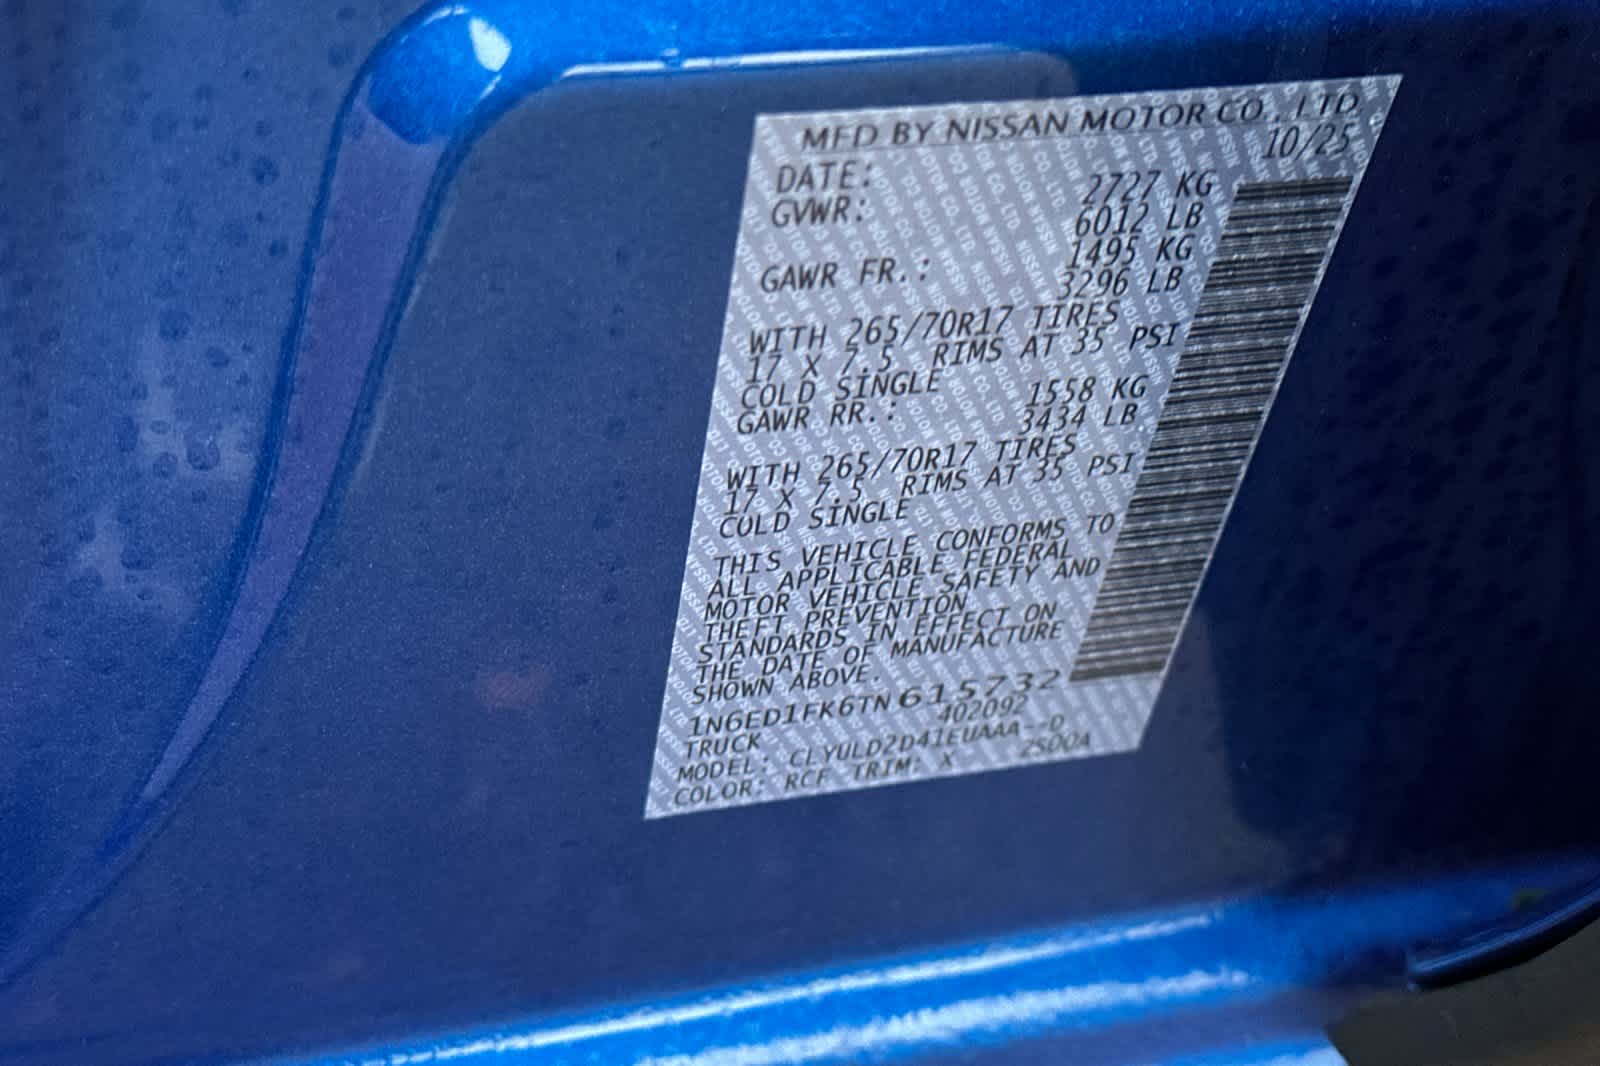 MFD BY NISSAN MOTOR CO., LTD.
DATE: 10/25
GVWR: 2727 KG
6012 LB
GAWR FR.: 1495 KG
3296 LB
WITH 265/70R17 TIRES
17 X 7.5 RIMS AT 35 PSI
COLD SINGLE
GAWR RR.: 1558 KG
3434 LB.
WITH 265/70R17 TIRES
17 X 7.5 RIMS AT 35 PSI
COLD SINGLE
THIS VEHICLE CONFORMS TO
ALL APPLICABLE FEDERAL
MOTOR VEHICLE SAFETY AND
THEFT PREVENTION
STANDARDS IN EFFECT ON
THE DATE OF MANUFACTURE
SHOWN ABOVE.
1N6ED1FK6TN615732
TRUCK 402092
MODEL: CLYULD2D41EUAAA--D
COLOR: RCF TRIM: X